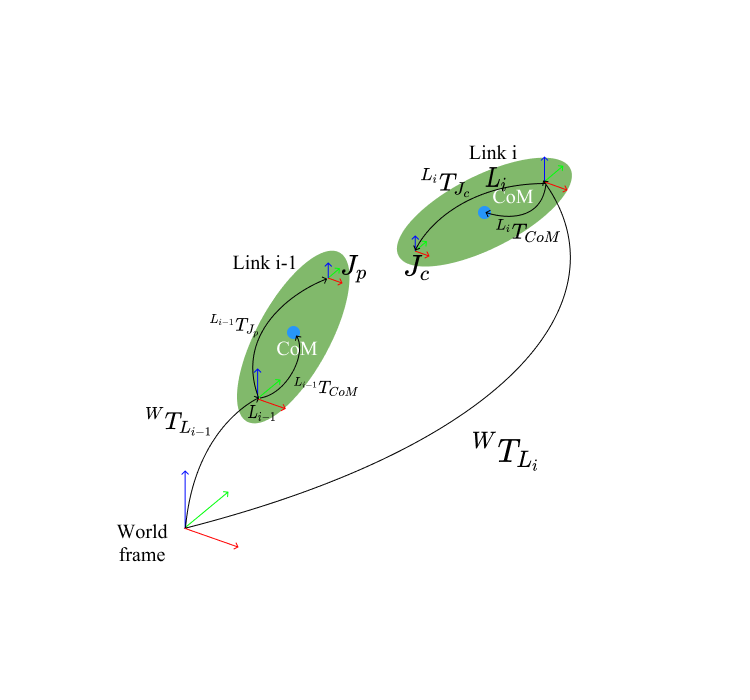 Link i
^{L_i}T_{J_c}
L_i
CoM
^{L_i}T_{CoM}
Link i-1
J_p
J_c
^{L_{i-1}}T_{J_p}
CoM
^{L_{i-1}}T_{CoM}
L_{i-1}
^{W}T_{L_{i-1}}
^{W}T_{L_i}
World
frame